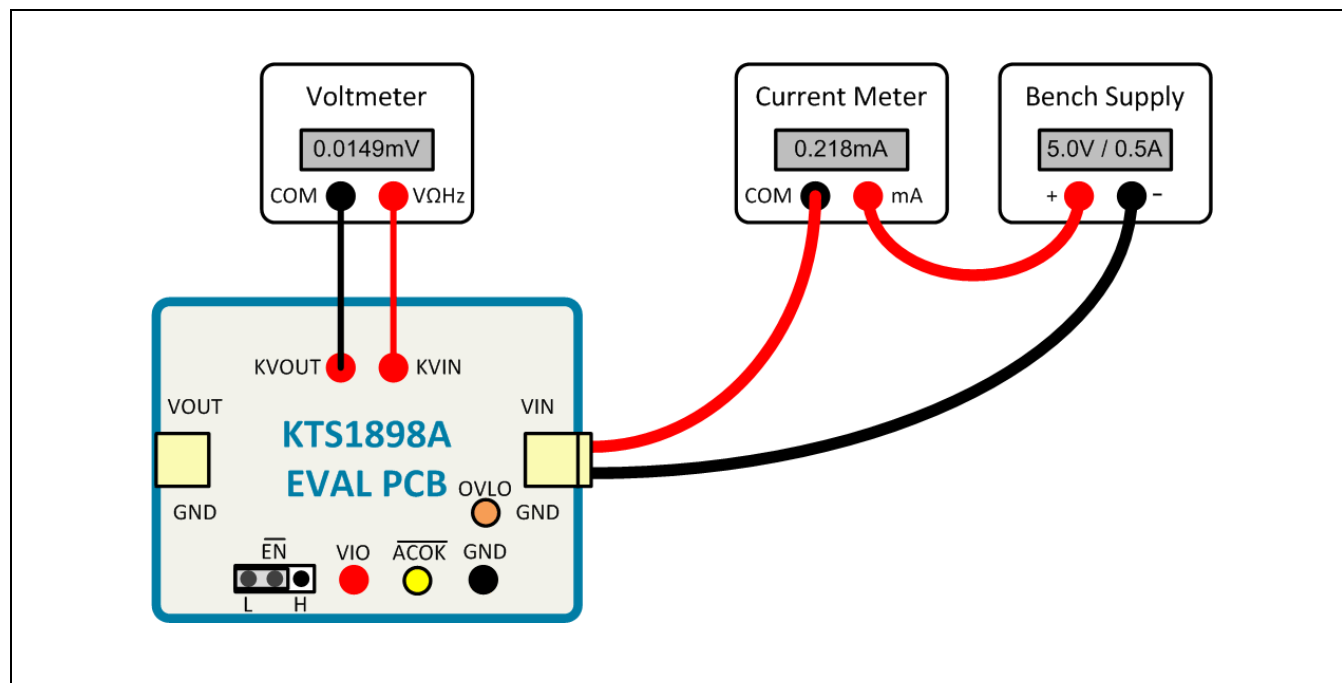 Voltmeter
0.0149mV
COM VΩHz
Current Meter
0.218mA
COM mA
Bench Supply
5.0V / 0.5A
+ −
KVOUT KVIN
VOUT VIN
KTS1898A
EVAL PCB
OVLO
GND GND
EN VIO ACOK GND
L H